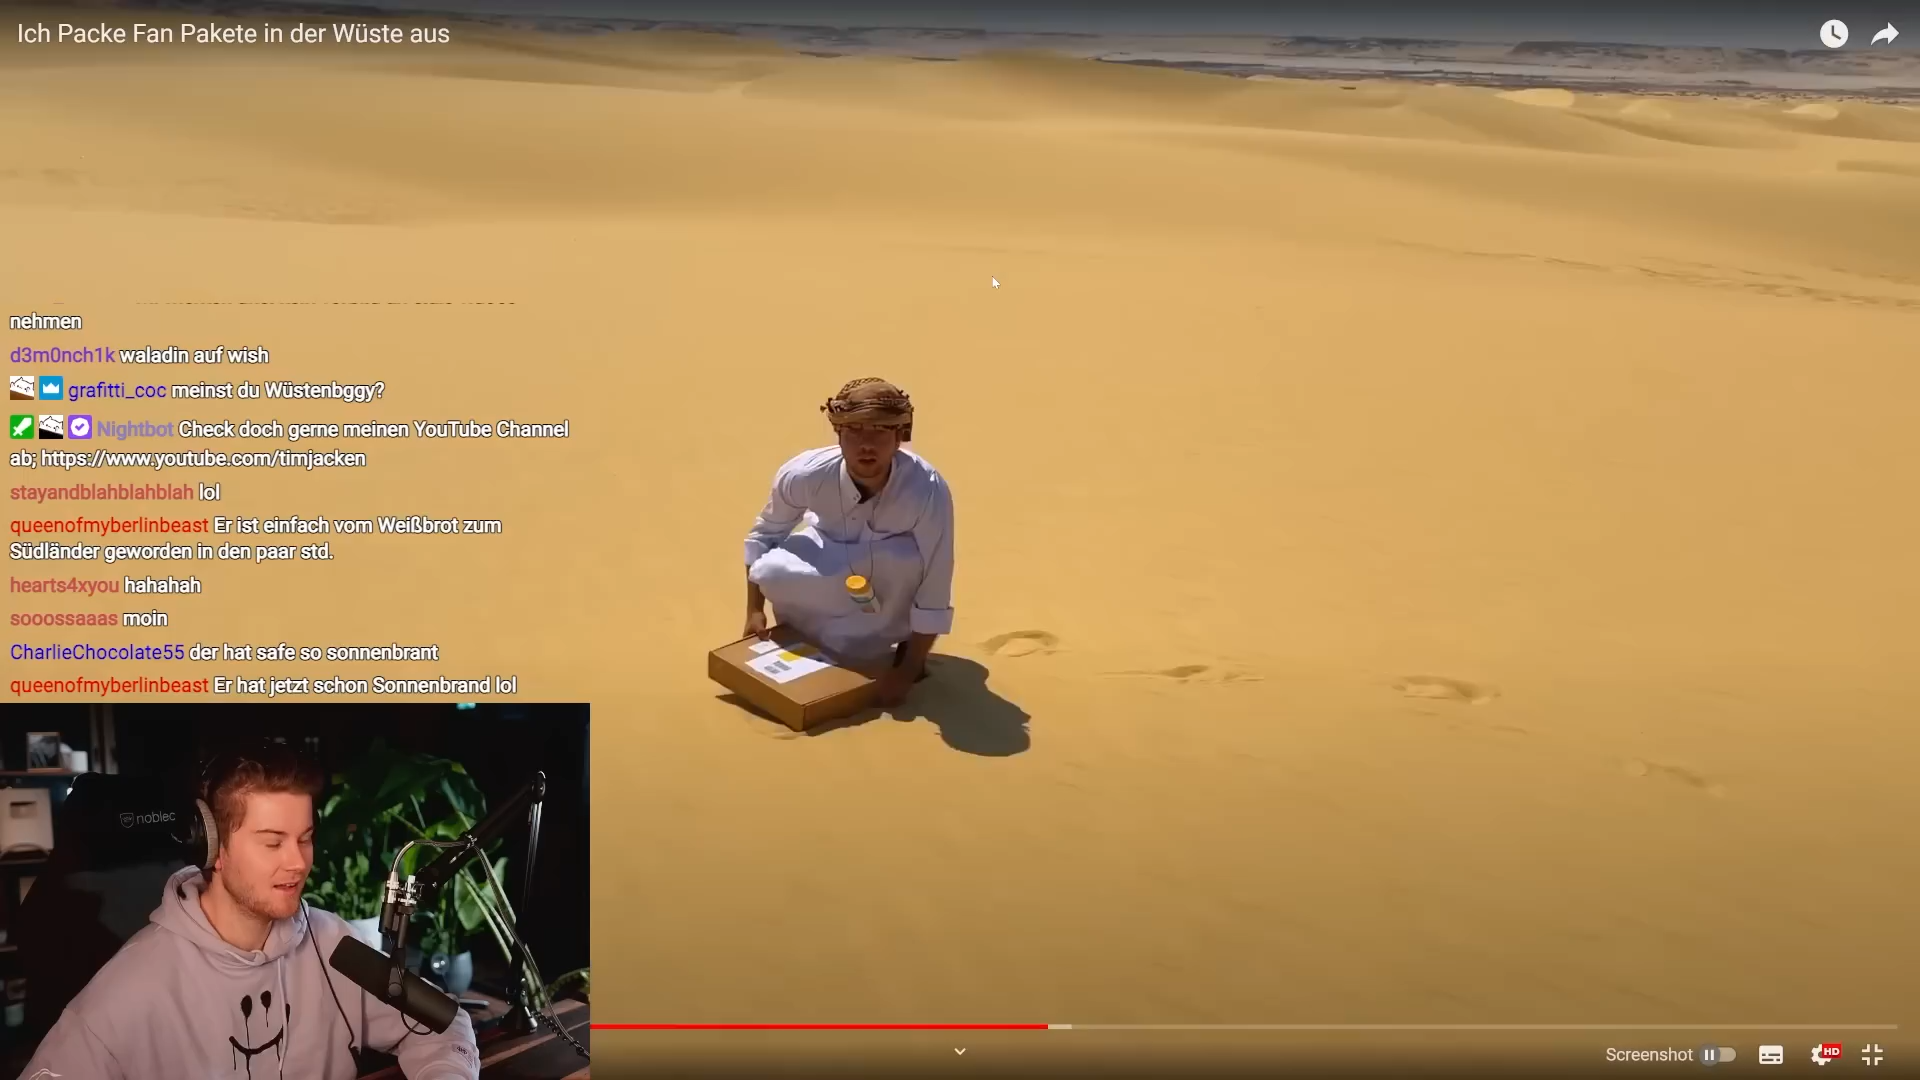 Ich Packe Fan Pakete in der Wüste aus
nehmen
d3m0nch1k waladin auf wish
grafitti_coc meinst du Wüstenbggy?
Nightbot Check doch gerne meinen YouTube Channel
ab; https://www.youtube.com/timjacken
stayandblahblahblah lol
queenofmyberlinbeast Er ist einfach vom Weißbrot zum
Südländer geworden in den paar std.
hearts4xyou hahahah
sooossaaas moin
CharlieChocolate55 der hat safe so sonnenbrant
queenofmyberlinbeast Er hat jetzt schon Sonnenbrand lol
noblec
Screenshot
HD